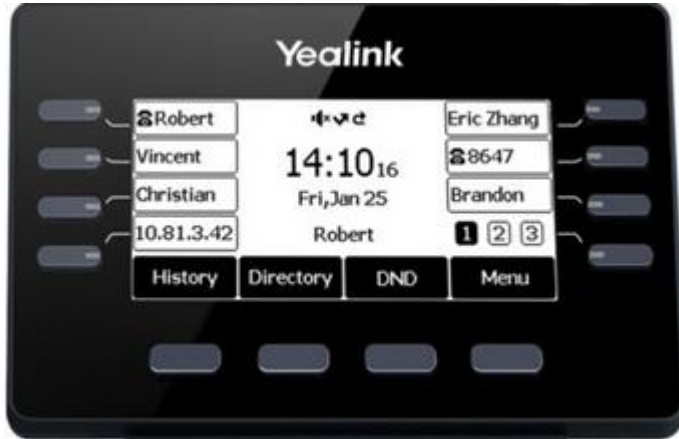 Yealink
Robert
Vincent
Christian
10.81.3.42
14:10 16
Fri,Jan 25
Robert
Eric Zhang
8647
Brandon
1 2 3
History Directory DND Menu